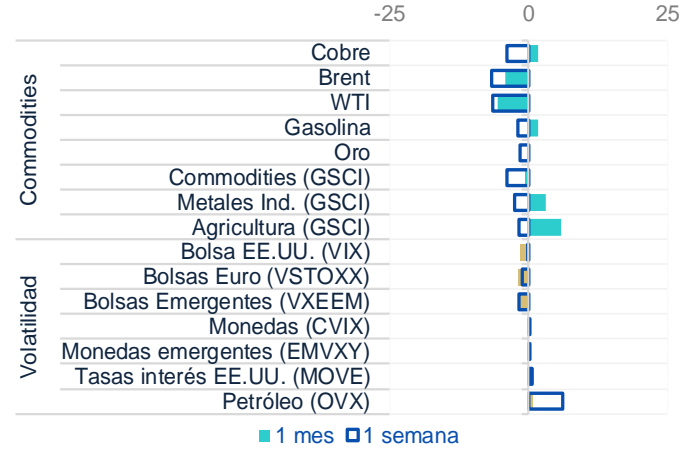 -25 0 25
Commodities
Cobre
Brent
WTI
Gasolina
Oro
Commodities (GSCI)
Metales Ind. (GSCI)
Agricultura (GSCI)
Volatilidad
Bolsa EE.UU. (VIX)
Bolsas Euro (VSTOXX)
Bolsas Emergentes (VXEEM)
Monedas (CVIX)
Monedas emergentes (EMVXY)
Tasas interés EE.UU. (MOVE)
Petróleo (OVX)
1 mes 1 semana